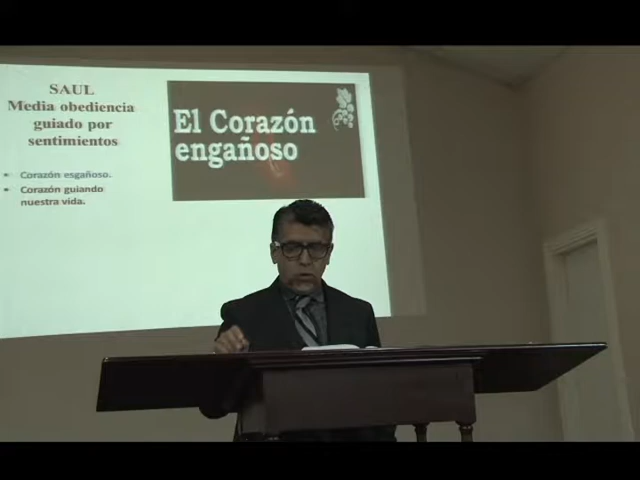 SAUL
Media obediencia
guiado por
sentimientos
Corazón esgañoso.
Corazón guiando
nuestra vida.
El Corazón
engañoso